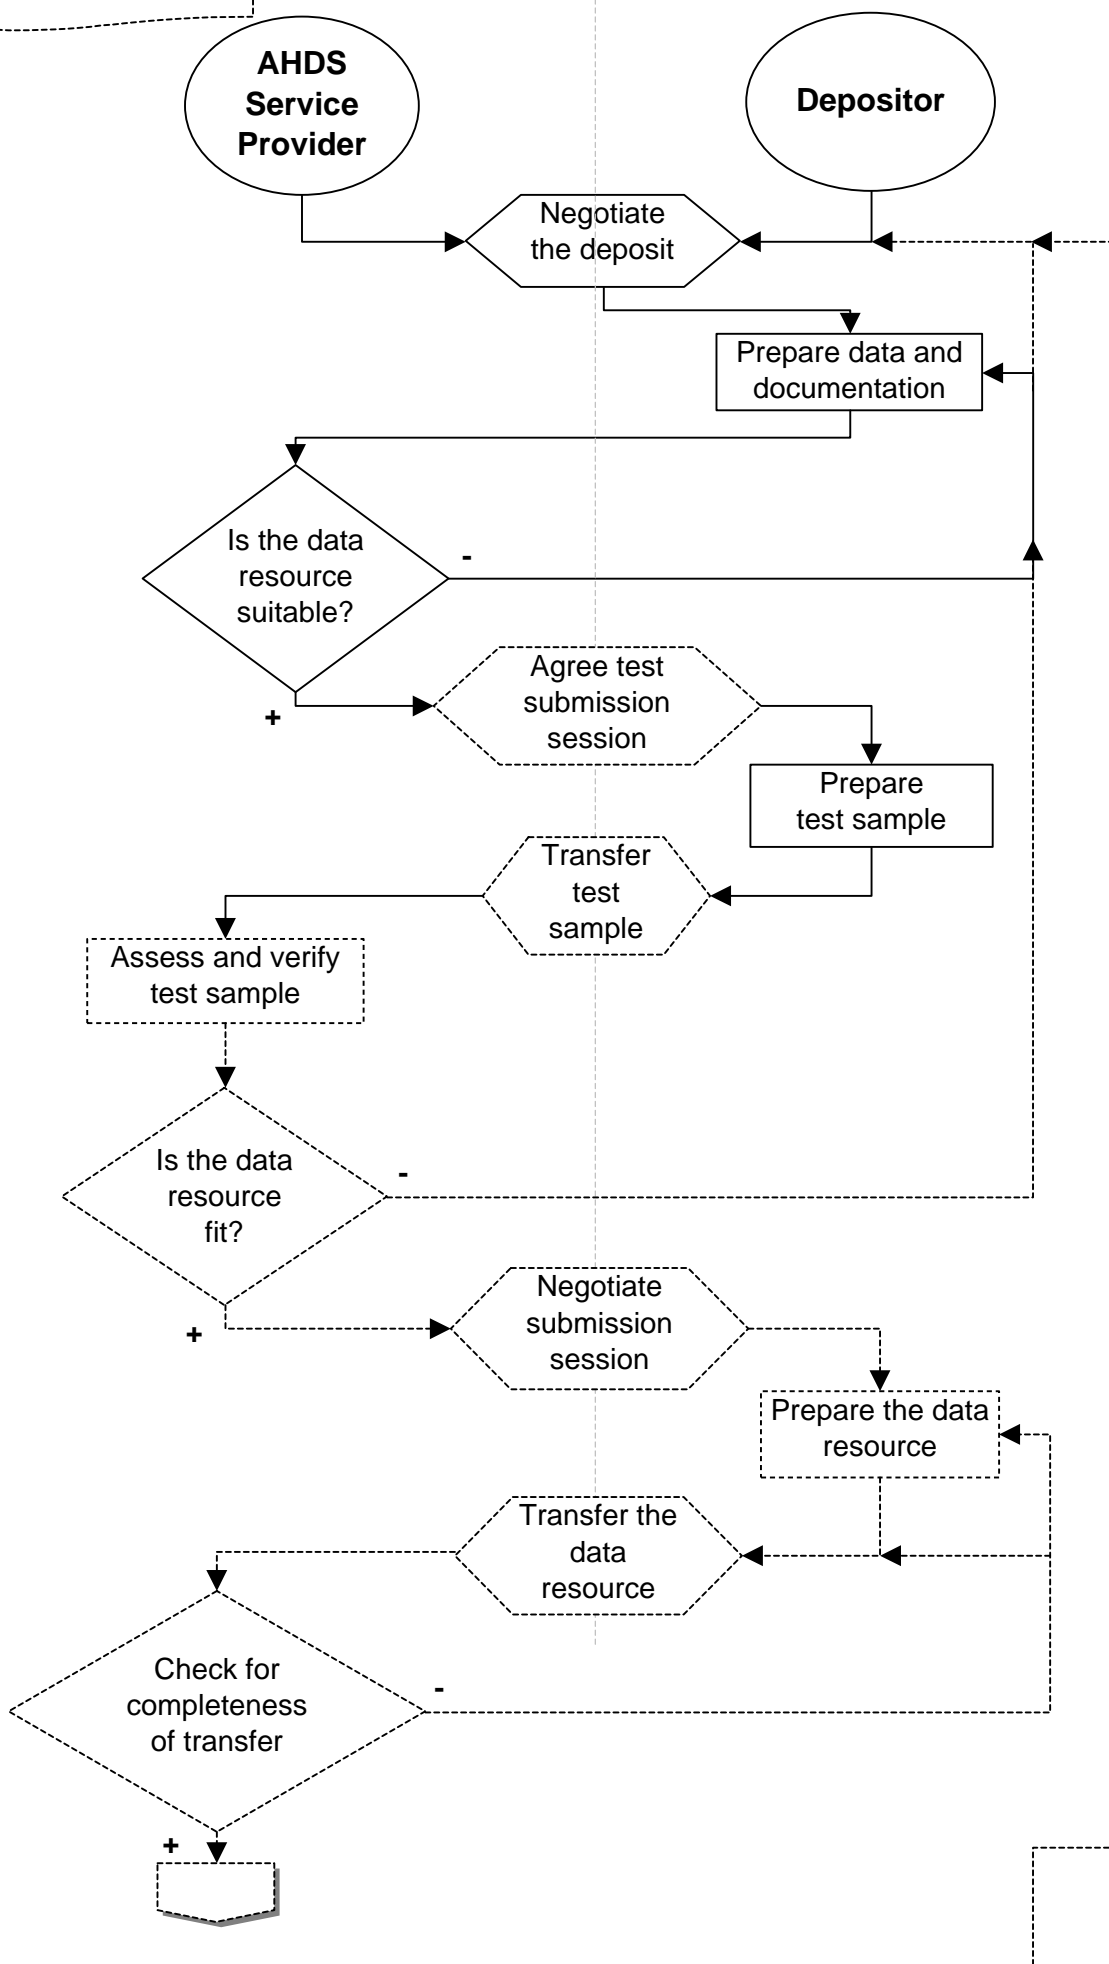 AHDS
Service
Provider
Depositor
Negotiate
the deposit
Prepare data and
documentation
Is the data
resource
suitable?
-
+
Agree test
submission
session
Prepare
test sample
Transfer
test
sample
Assess and verify
test sample
Is the data
resource
fit?
-
+
Negotiate
submission
session
Prepare the data
resource
Transfer the
data
resource
Check for
completeness
of transfer
-
+